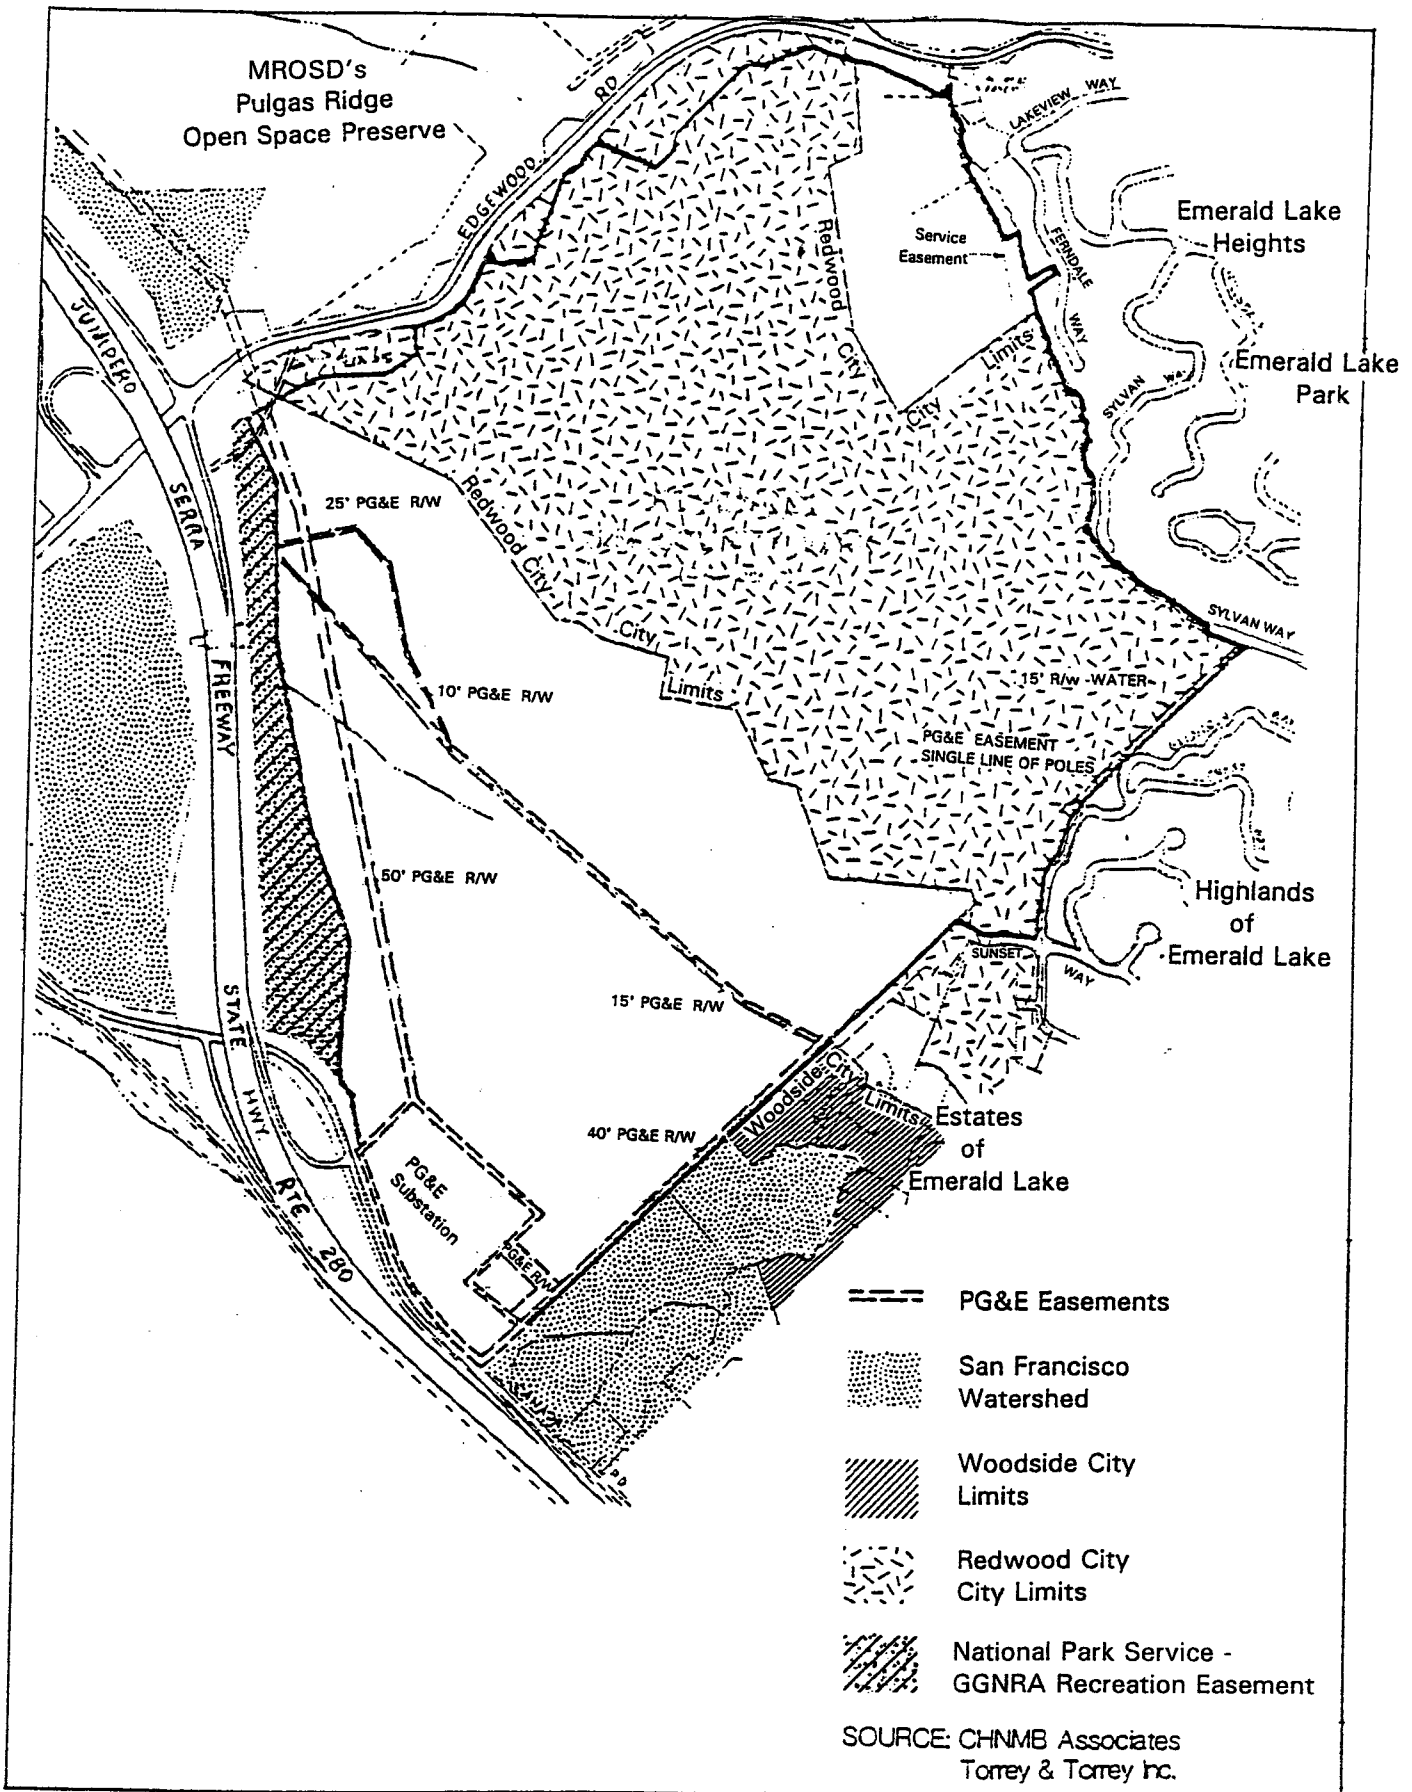 MROSD's
Pulgas Ridge
Open Space Preserve
EDGEWOOD RD
LAKEVIEW WAY
Emerald Lake
Heights
FERNDALE WAY
Service
Easement
Redwood City
City Limits
Emerald Lake
Park
SYLVAN WA.
JUNIPERO SERRA FREEWAY
25' PG&E R/W
Redwood City
City
Limits
SYLVAN WAY
10' PG&E R/W
15' R/w -WATER-
PG&E EASEMENT
SINGLE LINE OF POLES
50' PG&E R/W
Highlands
of
Emerald Lake
SUNSET WAY
15' PG&E R/W
STATE HWY. RTE 280
Woodside City
Limits
Estates
of
Emerald Lake
40' PG&E R/W
PG&E
Substation
PG&E R/W
PG&E Easements
San Francisco
Watershed
Woodside City
Limits
Redwood City
City Limits
National Park Service -
GGNRA Recreation Easement
SOURCE: CHNMB Associates
Torrey & Torrey Inc.